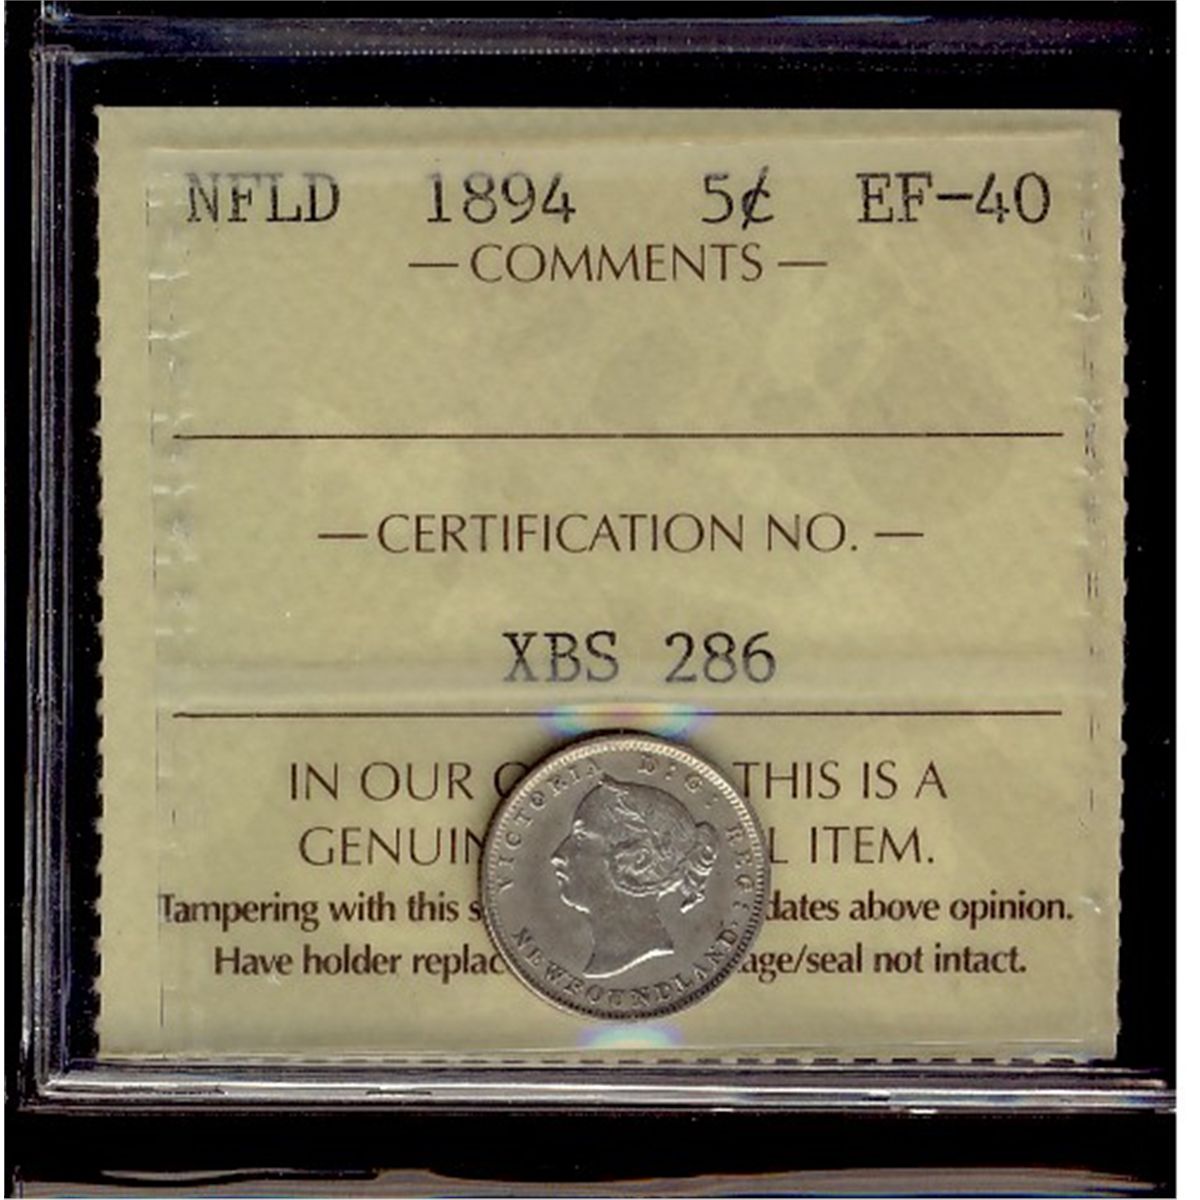 NFLD 1894 5¢ EF-40
— COMMENTS —
— CERTIFICATION NO. —
XBS 286
IN OUR THIS IS A
GENUIN L ITEM.
Tampering with this s dates above opinion.
Have holder replac age/seal not intact.
VICTORIA D:G: REG:
NEWFOUNDLAND.